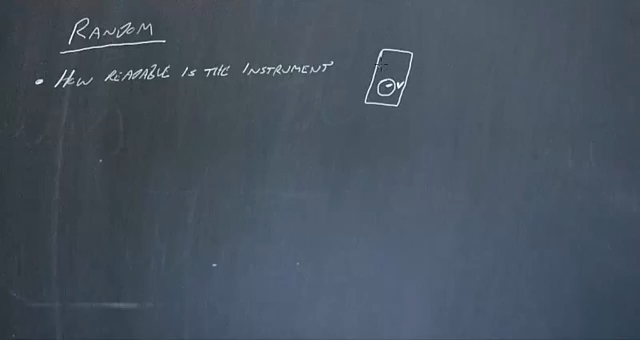 RANDOM
• HOW READABLE IS THE INSTRUMENT
V